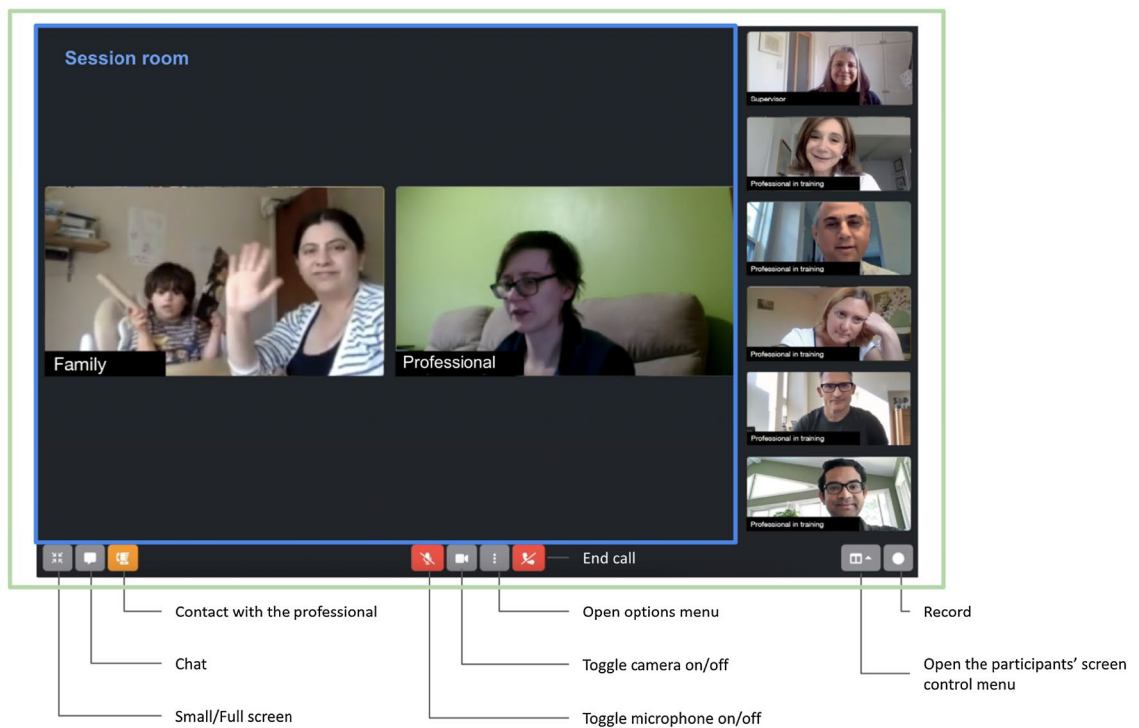 Session room
Supervisor
Professional in training
Professional in training
Professional in training
Professional in training
Professional in training
Family
Professional
End call
Contact with the professional
Open options menu
Record
Chat
Toggle camera on/off
Open the participants' screen
control menu
Small/Full screen
Toggle microphone on/off